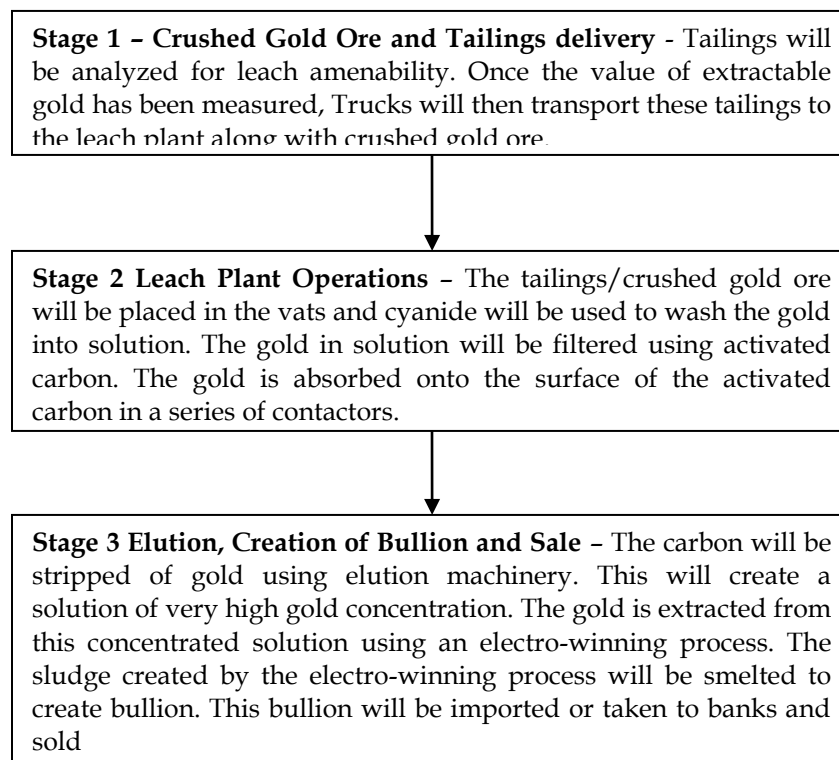 Stage 1 – Crushed Gold Ore and Tailings delivery - Tailings will
be analyzed for leach amenability. Once the value of extractable
gold has been measured, Trucks will then transport these tailings to
the leach plant along with crushed gold ore.
Stage 2 Leach Plant Operations – The tailings/crushed gold ore
will be placed in the vats and cyanide will be used to wash the gold
into solution. The gold in solution will be filtered using activated
carbon. The gold is absorbed onto the surface of the activated
carbon in a series of contactors.
Stage 3 Elution, Creation of Bullion and Sale – The carbon will be
stripped of gold using elution machinery. This will create a
solution of very high gold concentration. The gold is extracted from
this concentrated solution using an electro-winning process. The
sludge created by the electro-winning process will be smelted to
create bullion. This bullion will be imported or taken to banks and
sold